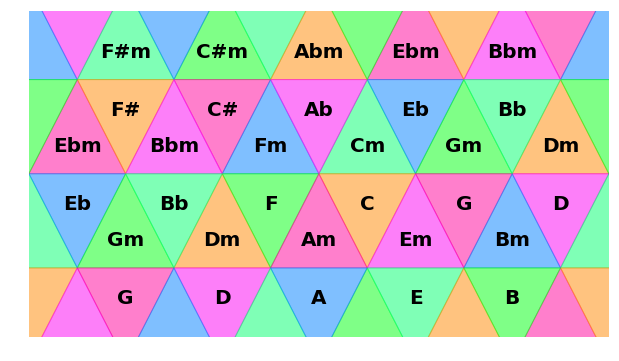 F#m C#m Abm Ebm Bbm
F# C# Ab Eb Bb
Ebm Bbm Fm Cm Gm Dm
Eb Bb F C G D
Gm Dm Am Em Bm
G D A E B